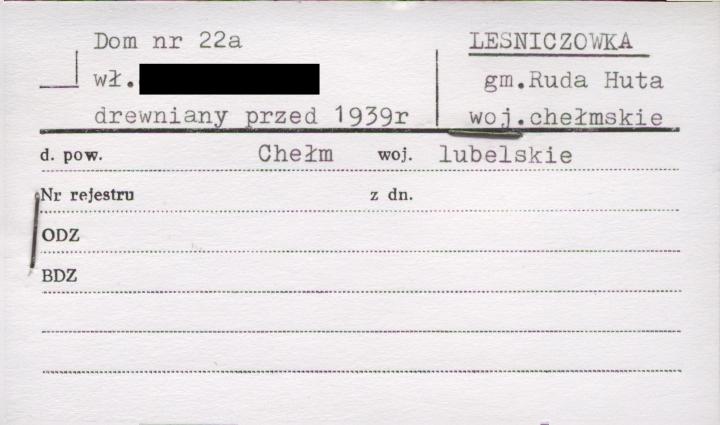 Dom nr 22a
wł.
drewniany przed 1939r
LESNICZOWKA
gm.Ruda Huta
woj.chełmskie
d. pow. Chełm woj. lubelskie
Nr rejestru z dn.
ODZ
BDZ